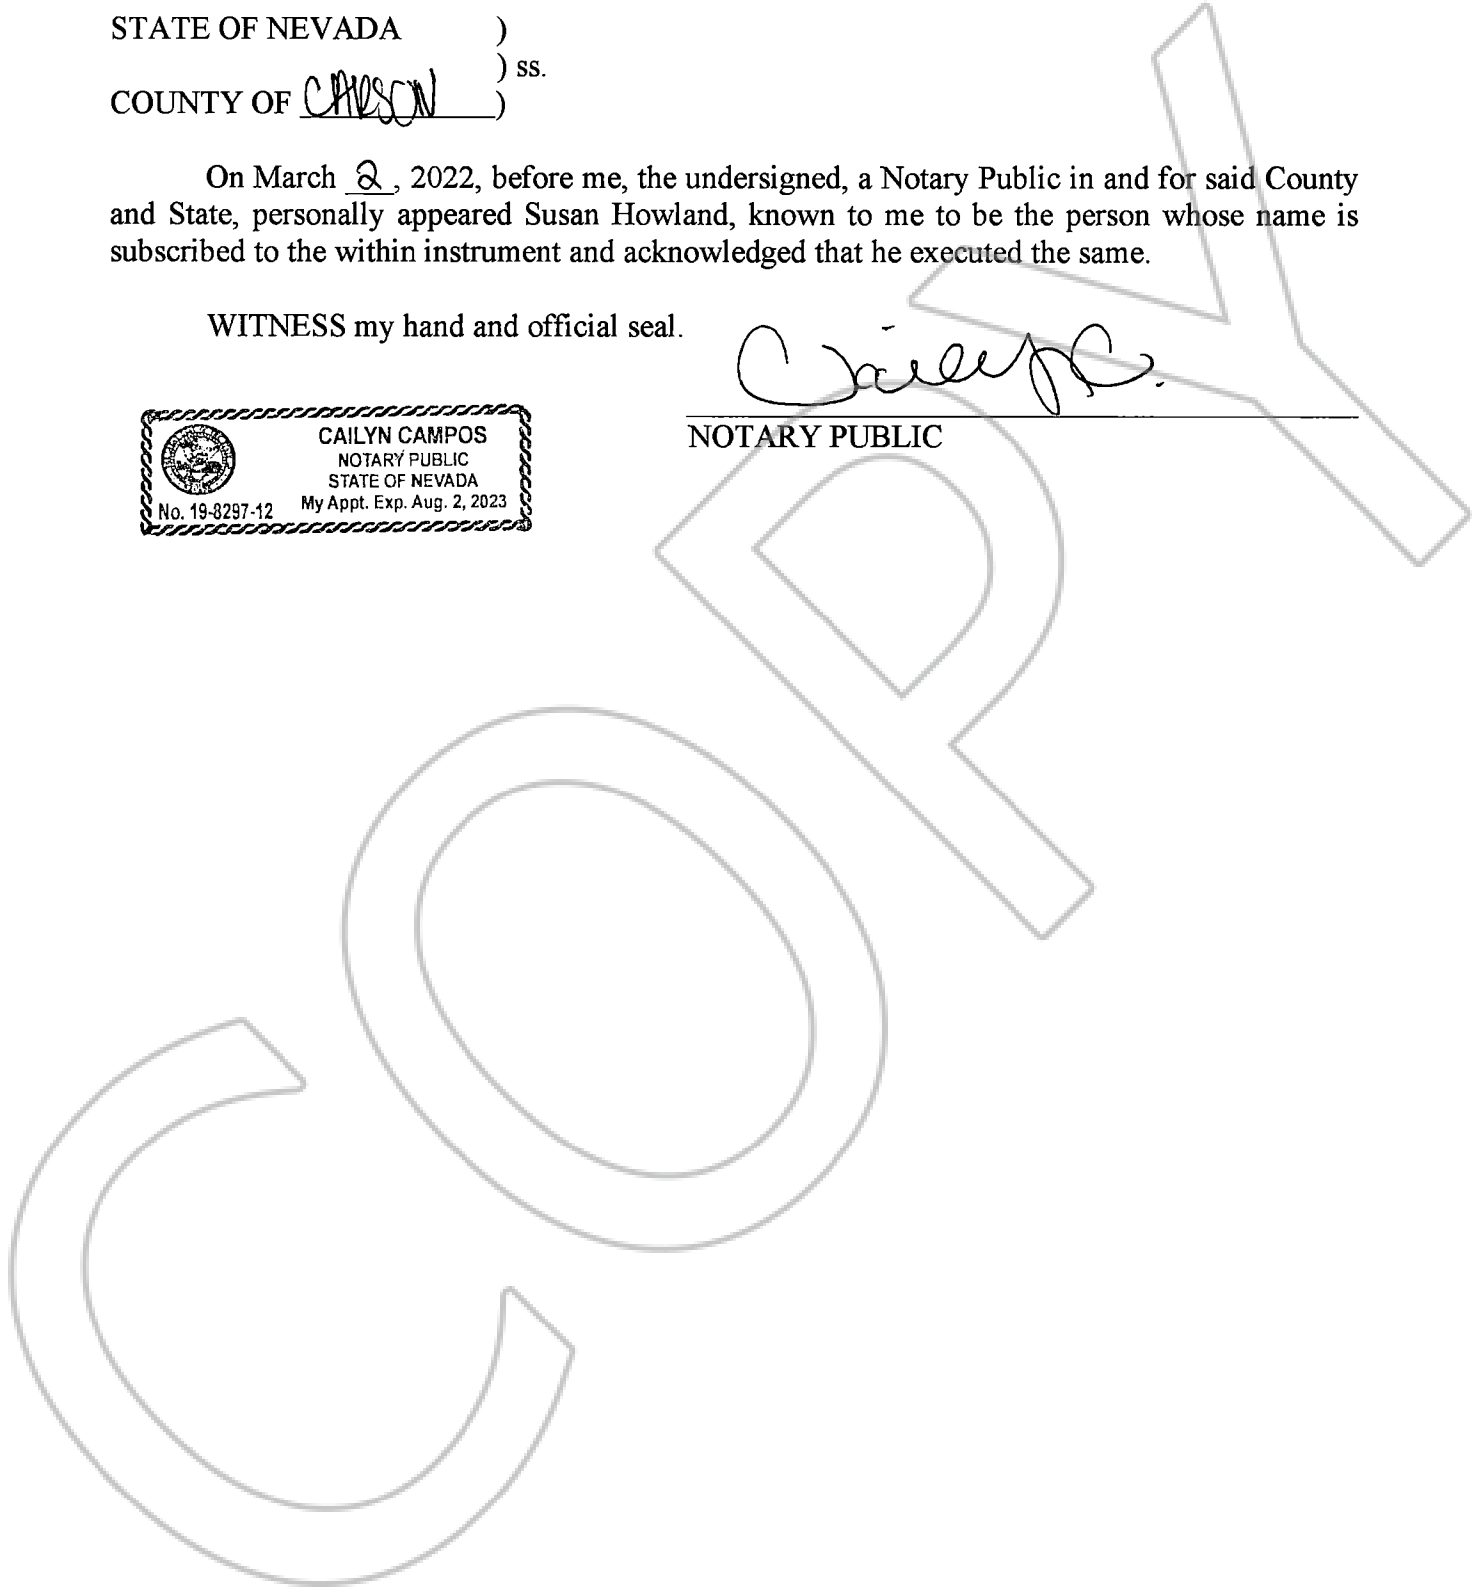 STATE OF NEVADA )
) ss.
COUNTY OF CARSON )
On March 2, 2022, before me, the undersigned, a Notary Public in and for said County
and State, personally appeared Susan Howland, known to me to be the person whose name is
subscribed to the within instrument and acknowledged that he executed the same.
WITNESS my hand and official seal.
Cailyn C.
NOTARY PUBLIC
CAILYN CAMPOS
NOTARY PUBLIC
STATE OF NEVADA
No. 19-8297-12 My Appt. Exp. Aug. 2, 2023
COPY